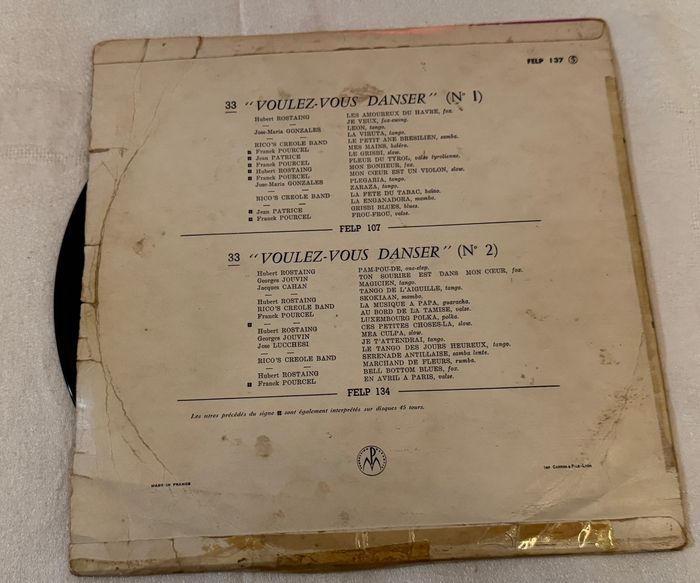 FELP 137 S
33 "VOULEZ-VOUS DANSER" (N° 1)
Hubert ROSTAING LES AMOUREUX DU HAVRE, fox.
— — JE VEUX, fox-swing.
Jose-Maria GONZALES LEON, tango.
— — LA VIRUTA, tango.
RICO'S CREOLE BAND LE PETIT ANE BRESILIEN, samba.
Franck POURCEL MES MAINS, boléro.
Jean PATRICE LE GRISBI, slow.
Franck POURCEL FLEUR DU TYROL, valse tyrolienne.
Hubert ROSTAING MON BONHEUR, fox.
Franck POURCEL MON CŒUR EST UN VIOLON, slow.
Jose-Maria GONZALES PLEGARIA, tango.
— — ZARAZA, tango.
RICO'S CREOLE BAND LA FETE DU TABAC, baïao.
— — LA ENGANADORA, mambo.
Jean PATRICE GRISBI BLUES, blues.
Franck POURCEL FROU-FROU, valse.
FELP 107
33 "VOULEZ-VOUS DANSER" (N° 2)
Hubert ROSTAING PAM-POU-DE, one-step.
Georges JOUVIN TON SOURIRE EST DANS MON CŒUR, fox.
Jacques CAHAN MAGICIEN, tango.
— — TANGO DE L'AIGUILLE, tango.
Hubert ROSTAING SKOKIAAN, mambo.
RICO'S CREOLE BAND LA MUSIQUE A PAPA, guaracha.
Franck POURCEL AU BORD DE LA TAMISE, valse.
— — LUXEMBOURG POLKA, polka.
Hubert ROSTAING CES PETITES CHOSES-LA, slow.
Georges JOUVIN MEA CULPA, slow.
Jose LUCCHESI JE T'ATTENDRAI, tango.
— — LE TANGO DES JOURS HEUREUX, tango.
RICO'S CREOLE BAND SERENADE ANTILLAISE, samba lente.
— — MARCHAND DE FLEURS, rumba.
Hubert ROSTAING BELL BOTTOM BLUES, fox.
Franck POURCEL EN AVRIL A PARIS, valse.
FELP 134
Les titres précédés du signe sont également interprétés sur disques 45 tours.
MADE IN FRANCE